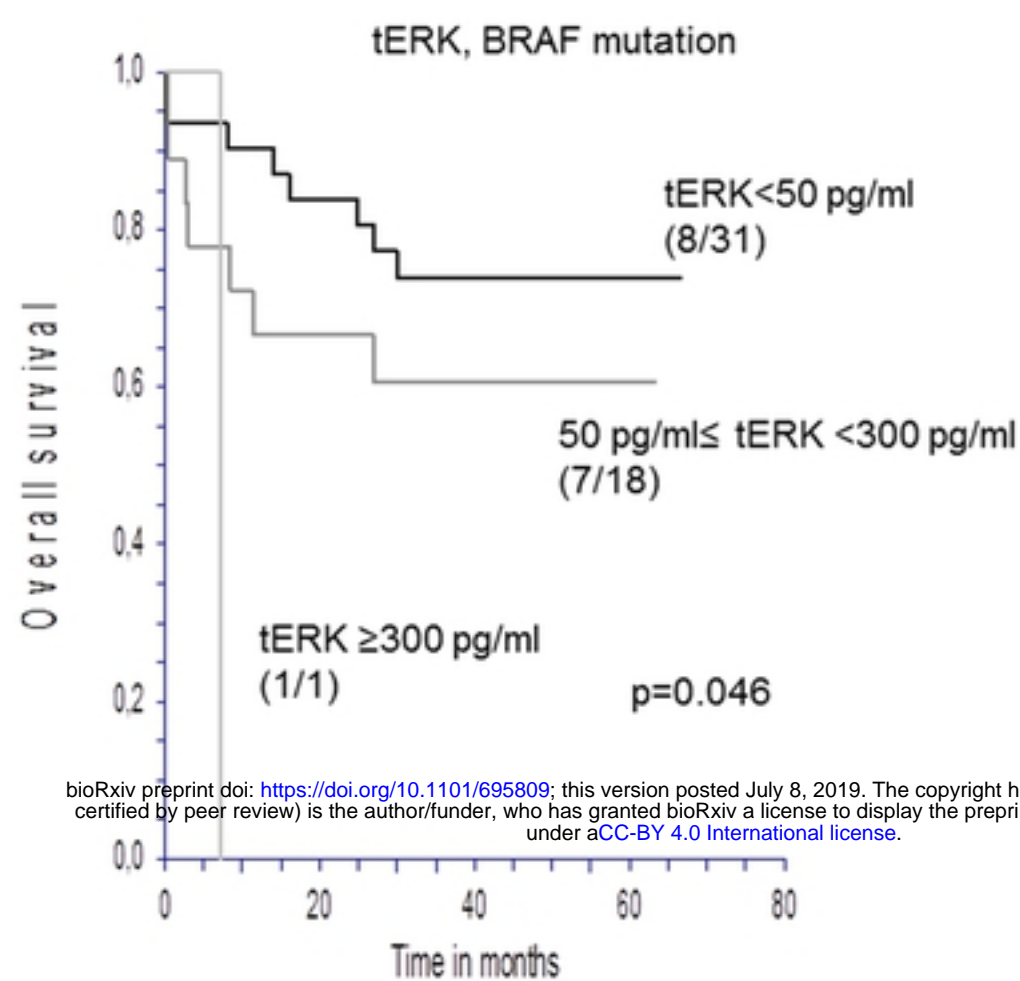 tERK, BRAF mutation
1,0
0,8
0,6
0,4
0,2
0,0
Overall survival
tERK<50 pg/ml
(8/31)
50 pg/ml≤ tERK <300 pg/ml
(7/18)
tERK ≥300 pg/ml
(1/1)
p=0.046
bioRxiv preprint doi: https://doi.org/10.1101/695809; this version posted July 8, 2019. The copyright h
certified by peer review) is the author/funder, who has granted bioRxiv a license to display the prepri
under aCC-BY 4.0 International license.
0 20 40 60 80
Time in months